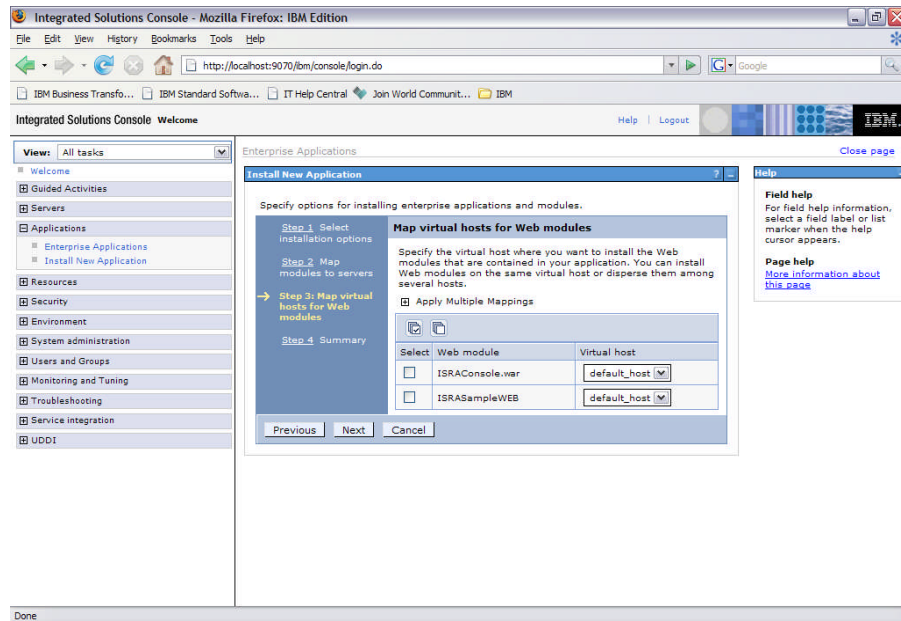 Integrated Solutions Console - Mozilla Firefox: IBM Edition
File Edit View History Bookmarks Tools Help
http://localhost:9070/ibm/console/login.do
G Google
IBM Business Transfo... IBM Standard Softwa... IT Help Central Join World Communit... IBM
Integrated Solutions Console Welcome
Help | Logout
IBM.
View: All tasks
Welcome
Guided Activities
Servers
Applications
Enterprise Applications
Install New Application
Resources
Security
Environment
System administration
Users and Groups
Monitoring and Tuning
Troubleshooting
Service integration
UDDI
Enterprise Applications
Close page
Install New Application ? -
Specify options for installing enterprise applications and modules.
Step 1 Select
installation options
Step 2 Map
modules to servers
Step 3: Map virtual
hosts for Web
modules
Step 4 Summary
Map virtual hosts for Web modules
Specify the virtual host where you want to install the Web
modules that are contained in your application. You can install
Web modules on the same virtual host or disperse them among
several hosts.
Apply Multiple Mappings
Select Web module Virtual host
ISRAConsole.war default_host
ISRASampleWEB default_host
Previous Next Cancel
Help
Field help
For field help information,
select a field label or list
marker when the help
cursor appears.
Page help
More information about
this page
Done